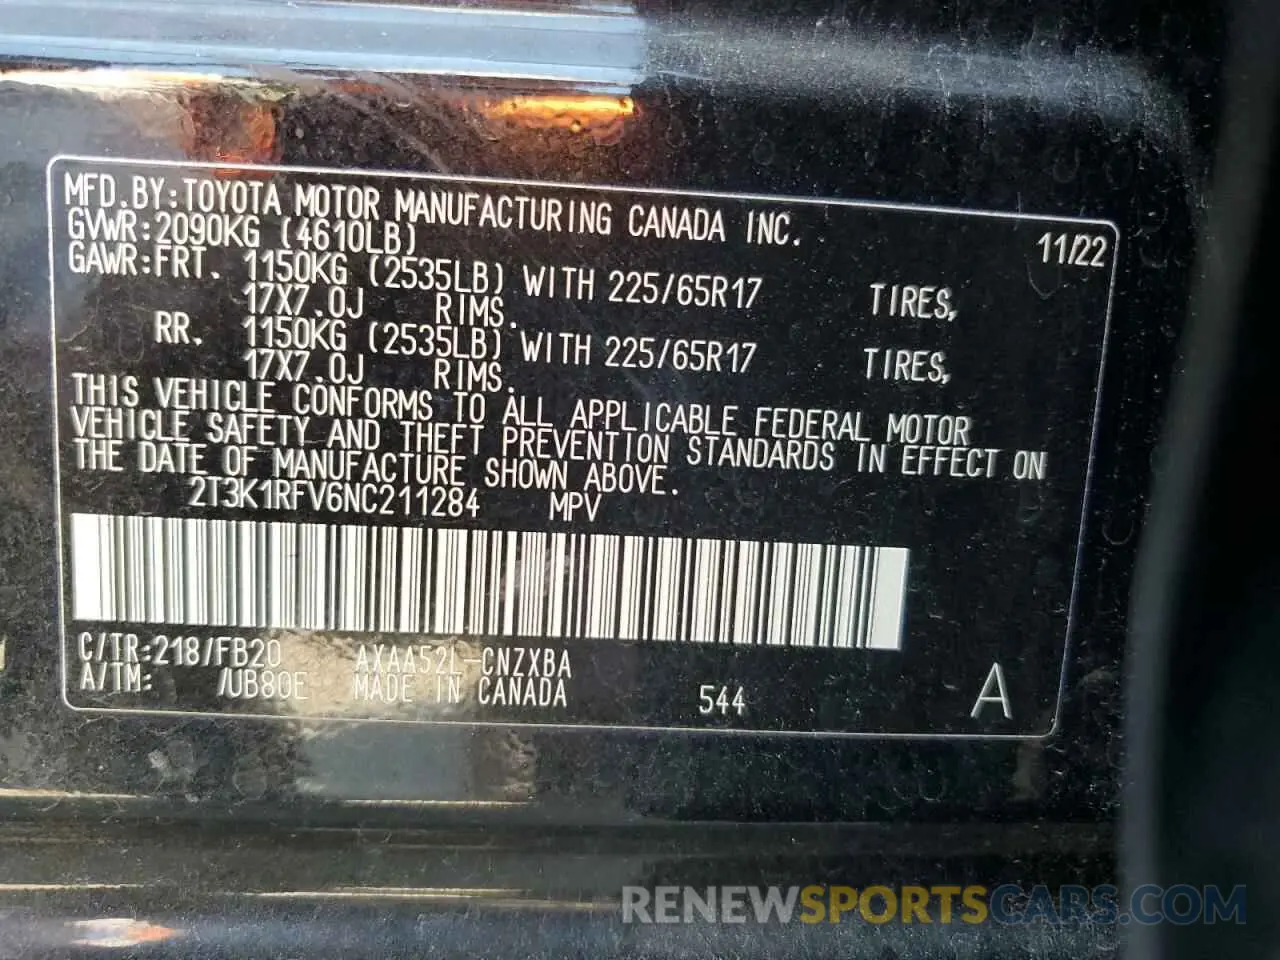 MFD.BY:TOYOTA MOTOR MANUFACTURING CANADA INC.
11/22
GVWR:2090KG (4610LB)
GAWR:FRT. 1150KG (2535LB) WITH 225/65R17 TIRES,
17X7.0J RIMS.
RR. 1150KG (2535LB) WITH 225/65R17 TIRES,
17X7.0J RIMS.
THIS VEHICLE CONFORMS TO ALL APPLICABLE FEDERAL MOTOR
VEHICLE SAFETY AND THEFT PREVENTION STANDARDS IN EFFECT ON
THE DATE OF MANUFACTURE SHOWN ABOVE.
2T3K1RFV6NC211284 MPV
C/TR:218/FB20 AXAA52L-CNZXBA
A/TM: /UB80E MADE IN CANADA 544 A
RENEWSPORTSCARS.COM